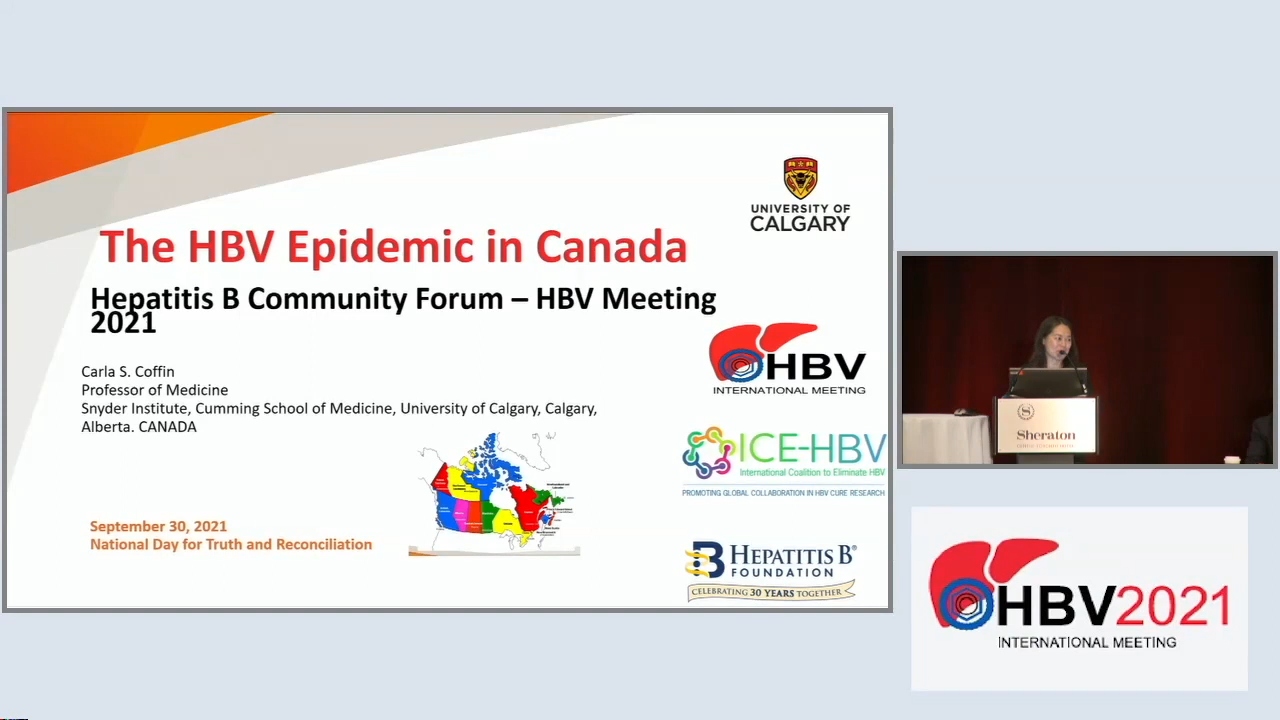 UNIVERSITY OF
CALGARY
The HBV Epidemic in Canada
Hepatitis B Community Forum – HBV Meeting
2021
HBV
INTERNATIONAL MEETING
Carla S. Coffin
Professor of Medicine
Snyder Institute, Cumming School of Medicine, University of Calgary, Calgary,
Alberta. CANADA
ICE-HBV
International Coalition to Eliminate HBV
PROMOTING GLOBAL COLLABORATION IN HBV CURE RESEARCH
September 30, 2021
National Day for Truth and Reconciliation
HEPATITIS B®
FOUNDATION
CELEBRATING 30 YEARS TOGETHER
Sheraton
HBV2021
INTERNATIONAL MEETING